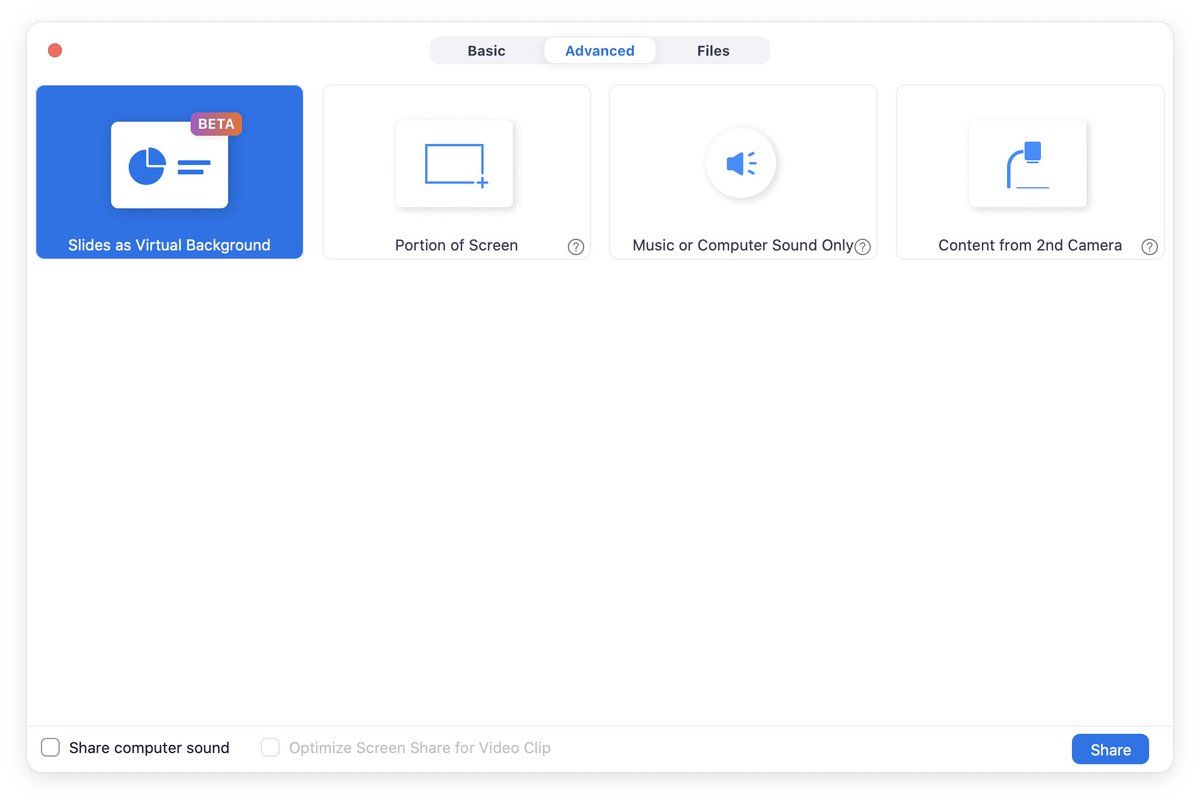 Basic
Advanced
Files
BETA
Slides as Virtual Background
Portion of Screen
?
Music or Computer Sound Only
?
Content from 2nd Camera
?
Share computer sound
Optimize Screen Share for Video Clip
Share